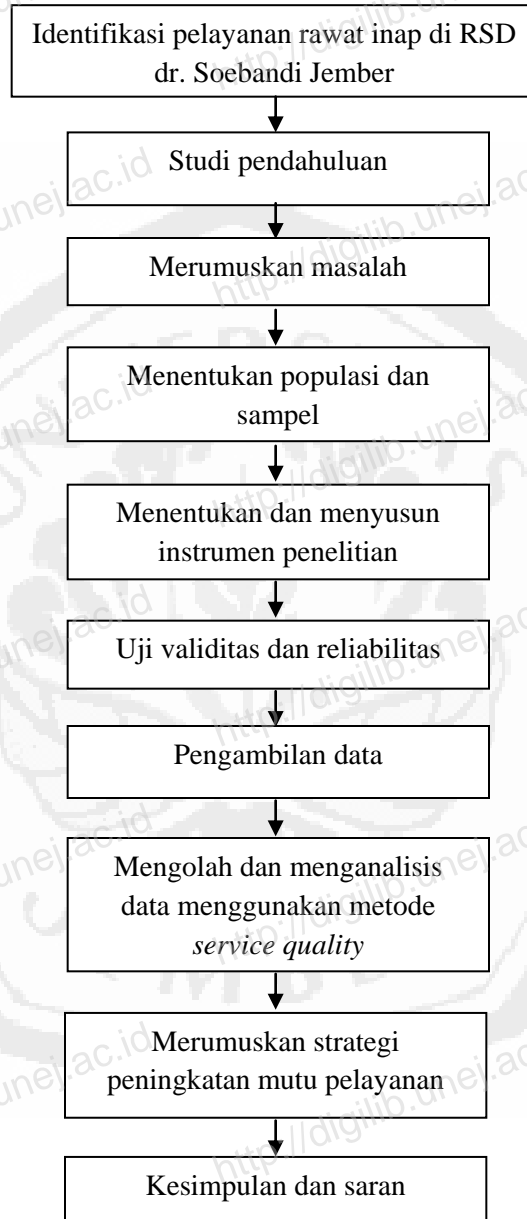 Identifikasi pelayanan rawat inap di RSD
dr. Soebandi Jember
Studi pendahuluan
Merumuskan masalah
Menentukan populasi dan
sampel
Menentukan dan menyusun
instrumen penelitian
Uji validitas dan reliabilitas
Pengambilan data
Mengolah dan menganalisis
data menggunakan metode
service quality
Merumuskan strategi
peningkatan mutu pelayanan
Kesimpulan dan saran